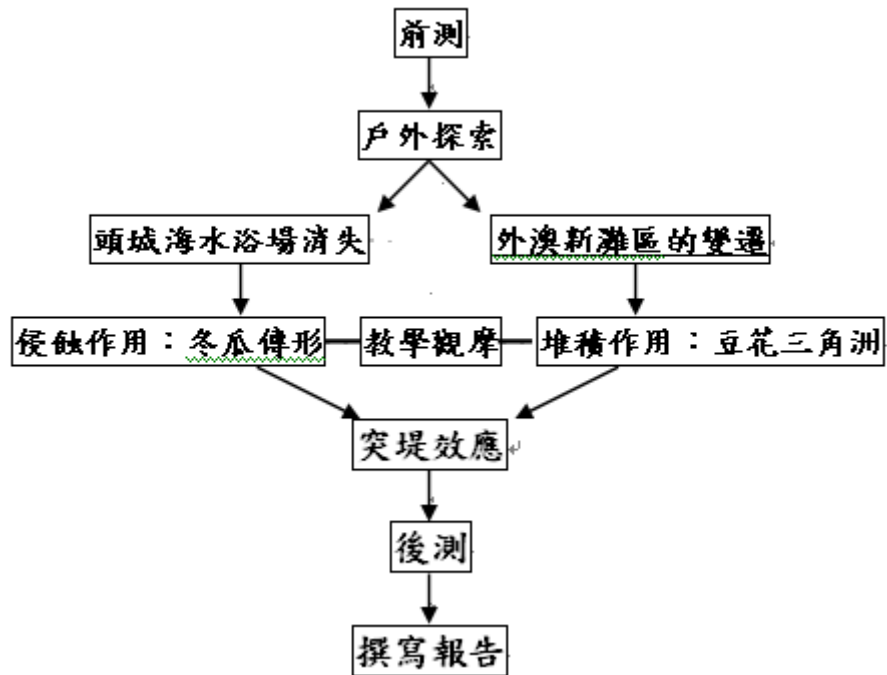 前測
戶外探索
頭城海水浴場消失
外澳新灘區的變遷
侵蝕作用：冬瓜傳形
教學觀摩
堆積作用：豆花三角洲
突堤效應
後測
撰寫報告